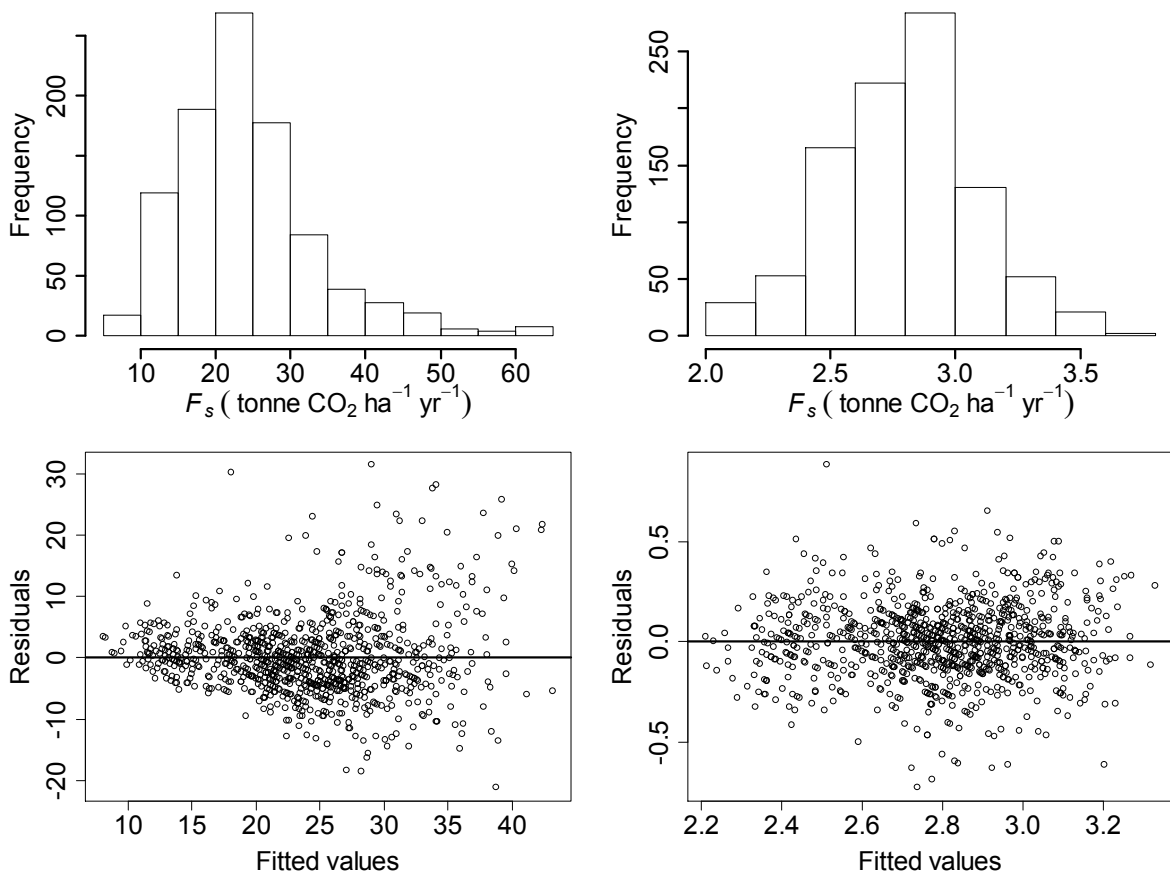 Frequency
0 50 100 200
10 20 30 40 50 60
F_s ( tonne CO₂ ha⁻¹ yr⁻¹)
Frequency
0 50 150 250
2.0 2.5 3.0 3.5
F_s ( tonne CO₂ ha⁻¹ yr⁻¹)
Residuals
-20 -10 0 10 20 30
10 15 20 25 30 35 40
Fitted values
Residuals
-0.5 0.0 0.5
2.2 2.4 2.6 2.8 3.0 3.2
Fitted values